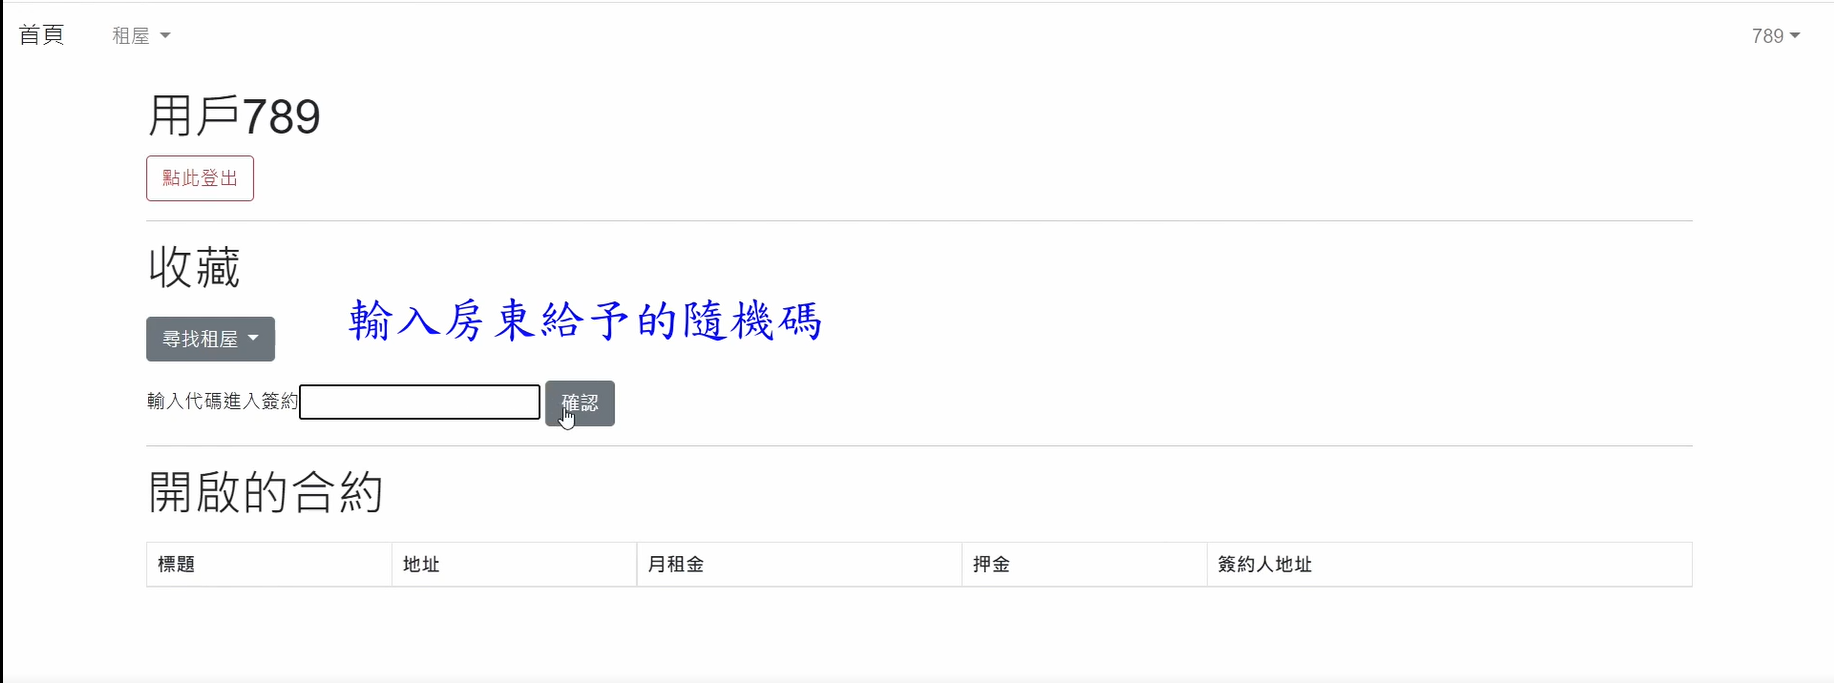 首頁 租屋 789
用戶789
點此登出
收藏
輸入房東給予的隨機碼
尋找租屋
輸入代碼進入簽約 確認
開啟的合約
標題 地址 月租金 押金 簽約人地址